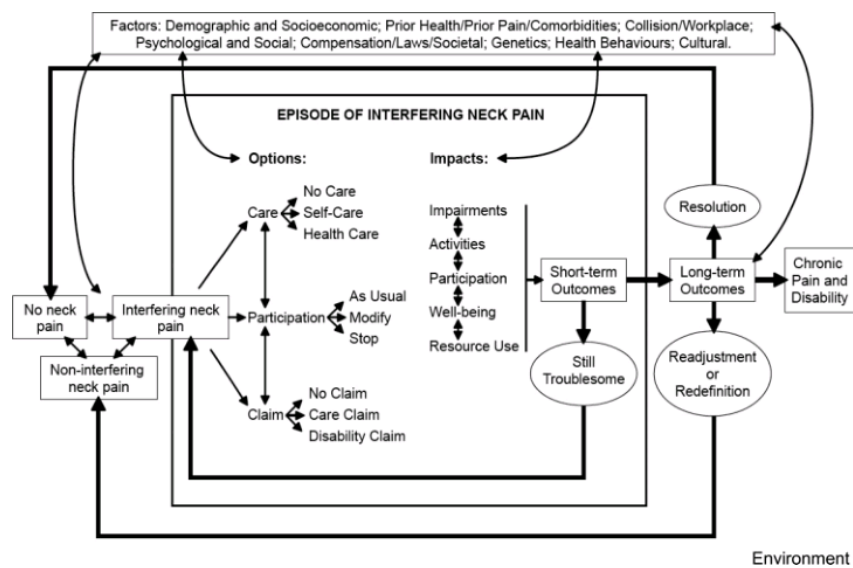 Factors: Demographic and Socioeconomic; Prior Health/Prior Pain/Comorbidities; Collision/Workplace;
Psychological and Social; Compensation/Laws/Societal; Genetics; Health Behaviours; Cultural.
EPISODE OF INTERFERING NECK PAIN
Options:
Impacts:
No Care
Care
Self-Care
Health Care
Impairments
Activities
Participation
Well-being
Resource Use
Resolution
Short-term
Outcomes
Long-term
Outcomes
Chronic
Pain and
Disability
No neck
pain
Interfering neck
pain
Non-interfering
neck pain
As Usual
Participation
Modify
Stop
Still
Troublesome
Readjustment
or
Redefinition
No Claim
Claim
Care Claim
Disability Claim
Environment